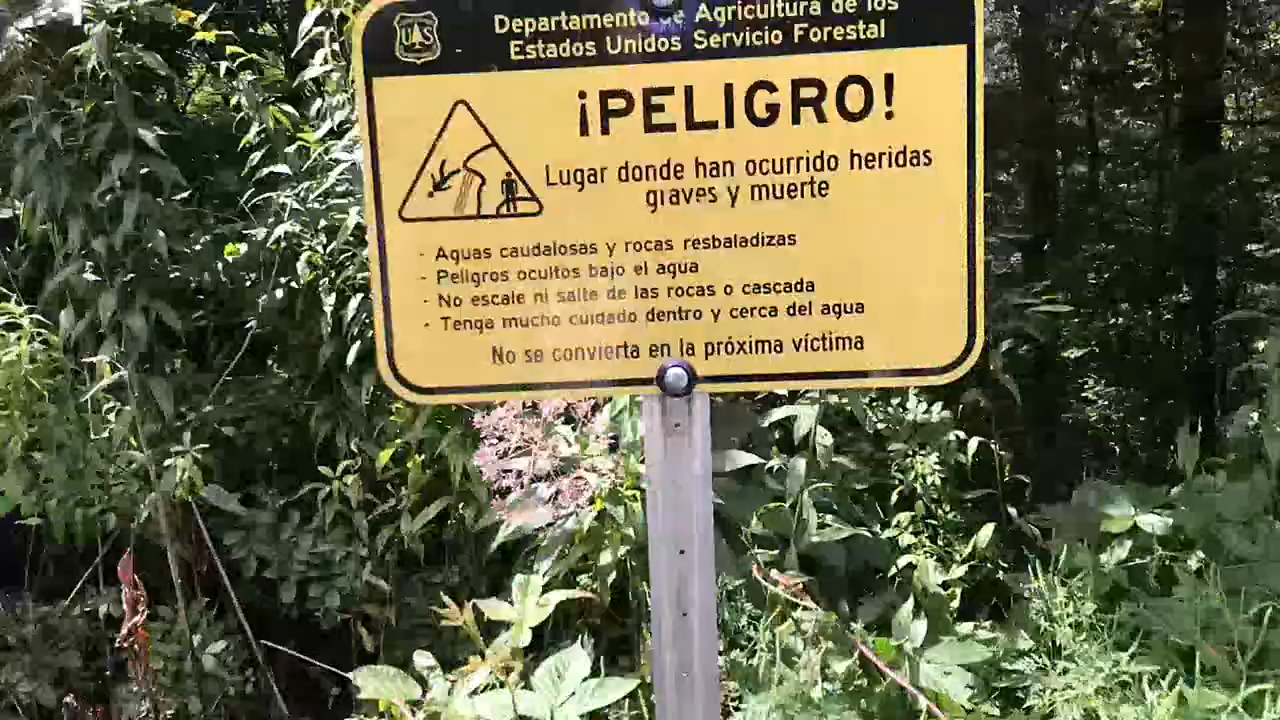 Departamento de Agricultura de los
Estados Unidos Servicio Forestal
UAS
¡PELIGRO!
Lugar donde han ocurrido heridas
graves y muerte
- Aguas caudalosas y rocas resbaladizas
- Peligros ocultos bajo el agua
- No escale ni salte de las rocas o cascada
- Tenga mucho cuidado dentro y cerca del agua
No se convierta en la próxima víctima